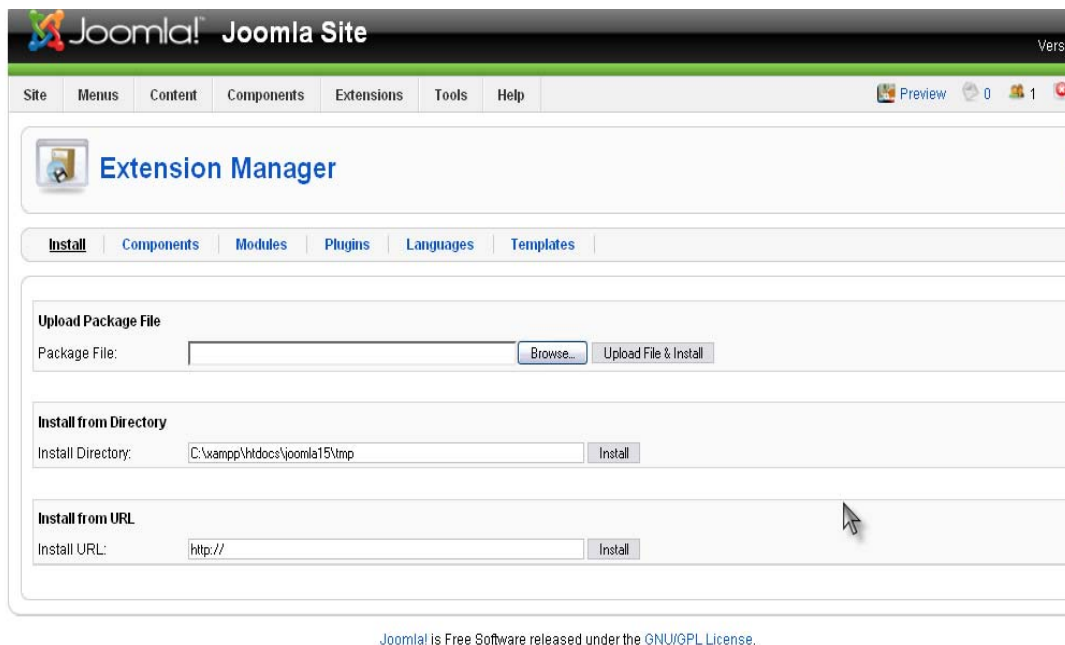 Joomla! Joomla Site
Vers
Site Menus Content Components Extensions Tools Help Preview 0 1
Extension Manager
Install Components Modules Plugins Languages Templates
Upload Package File
Package File: Browse... Upload File & Install
Install from Directory
Install Directory: C:\xampp\htdocs\joomla15\tmp Install
Install from URL
Install URL: http:// Install
Joomla! is Free Software released under the GNU/GPL License.